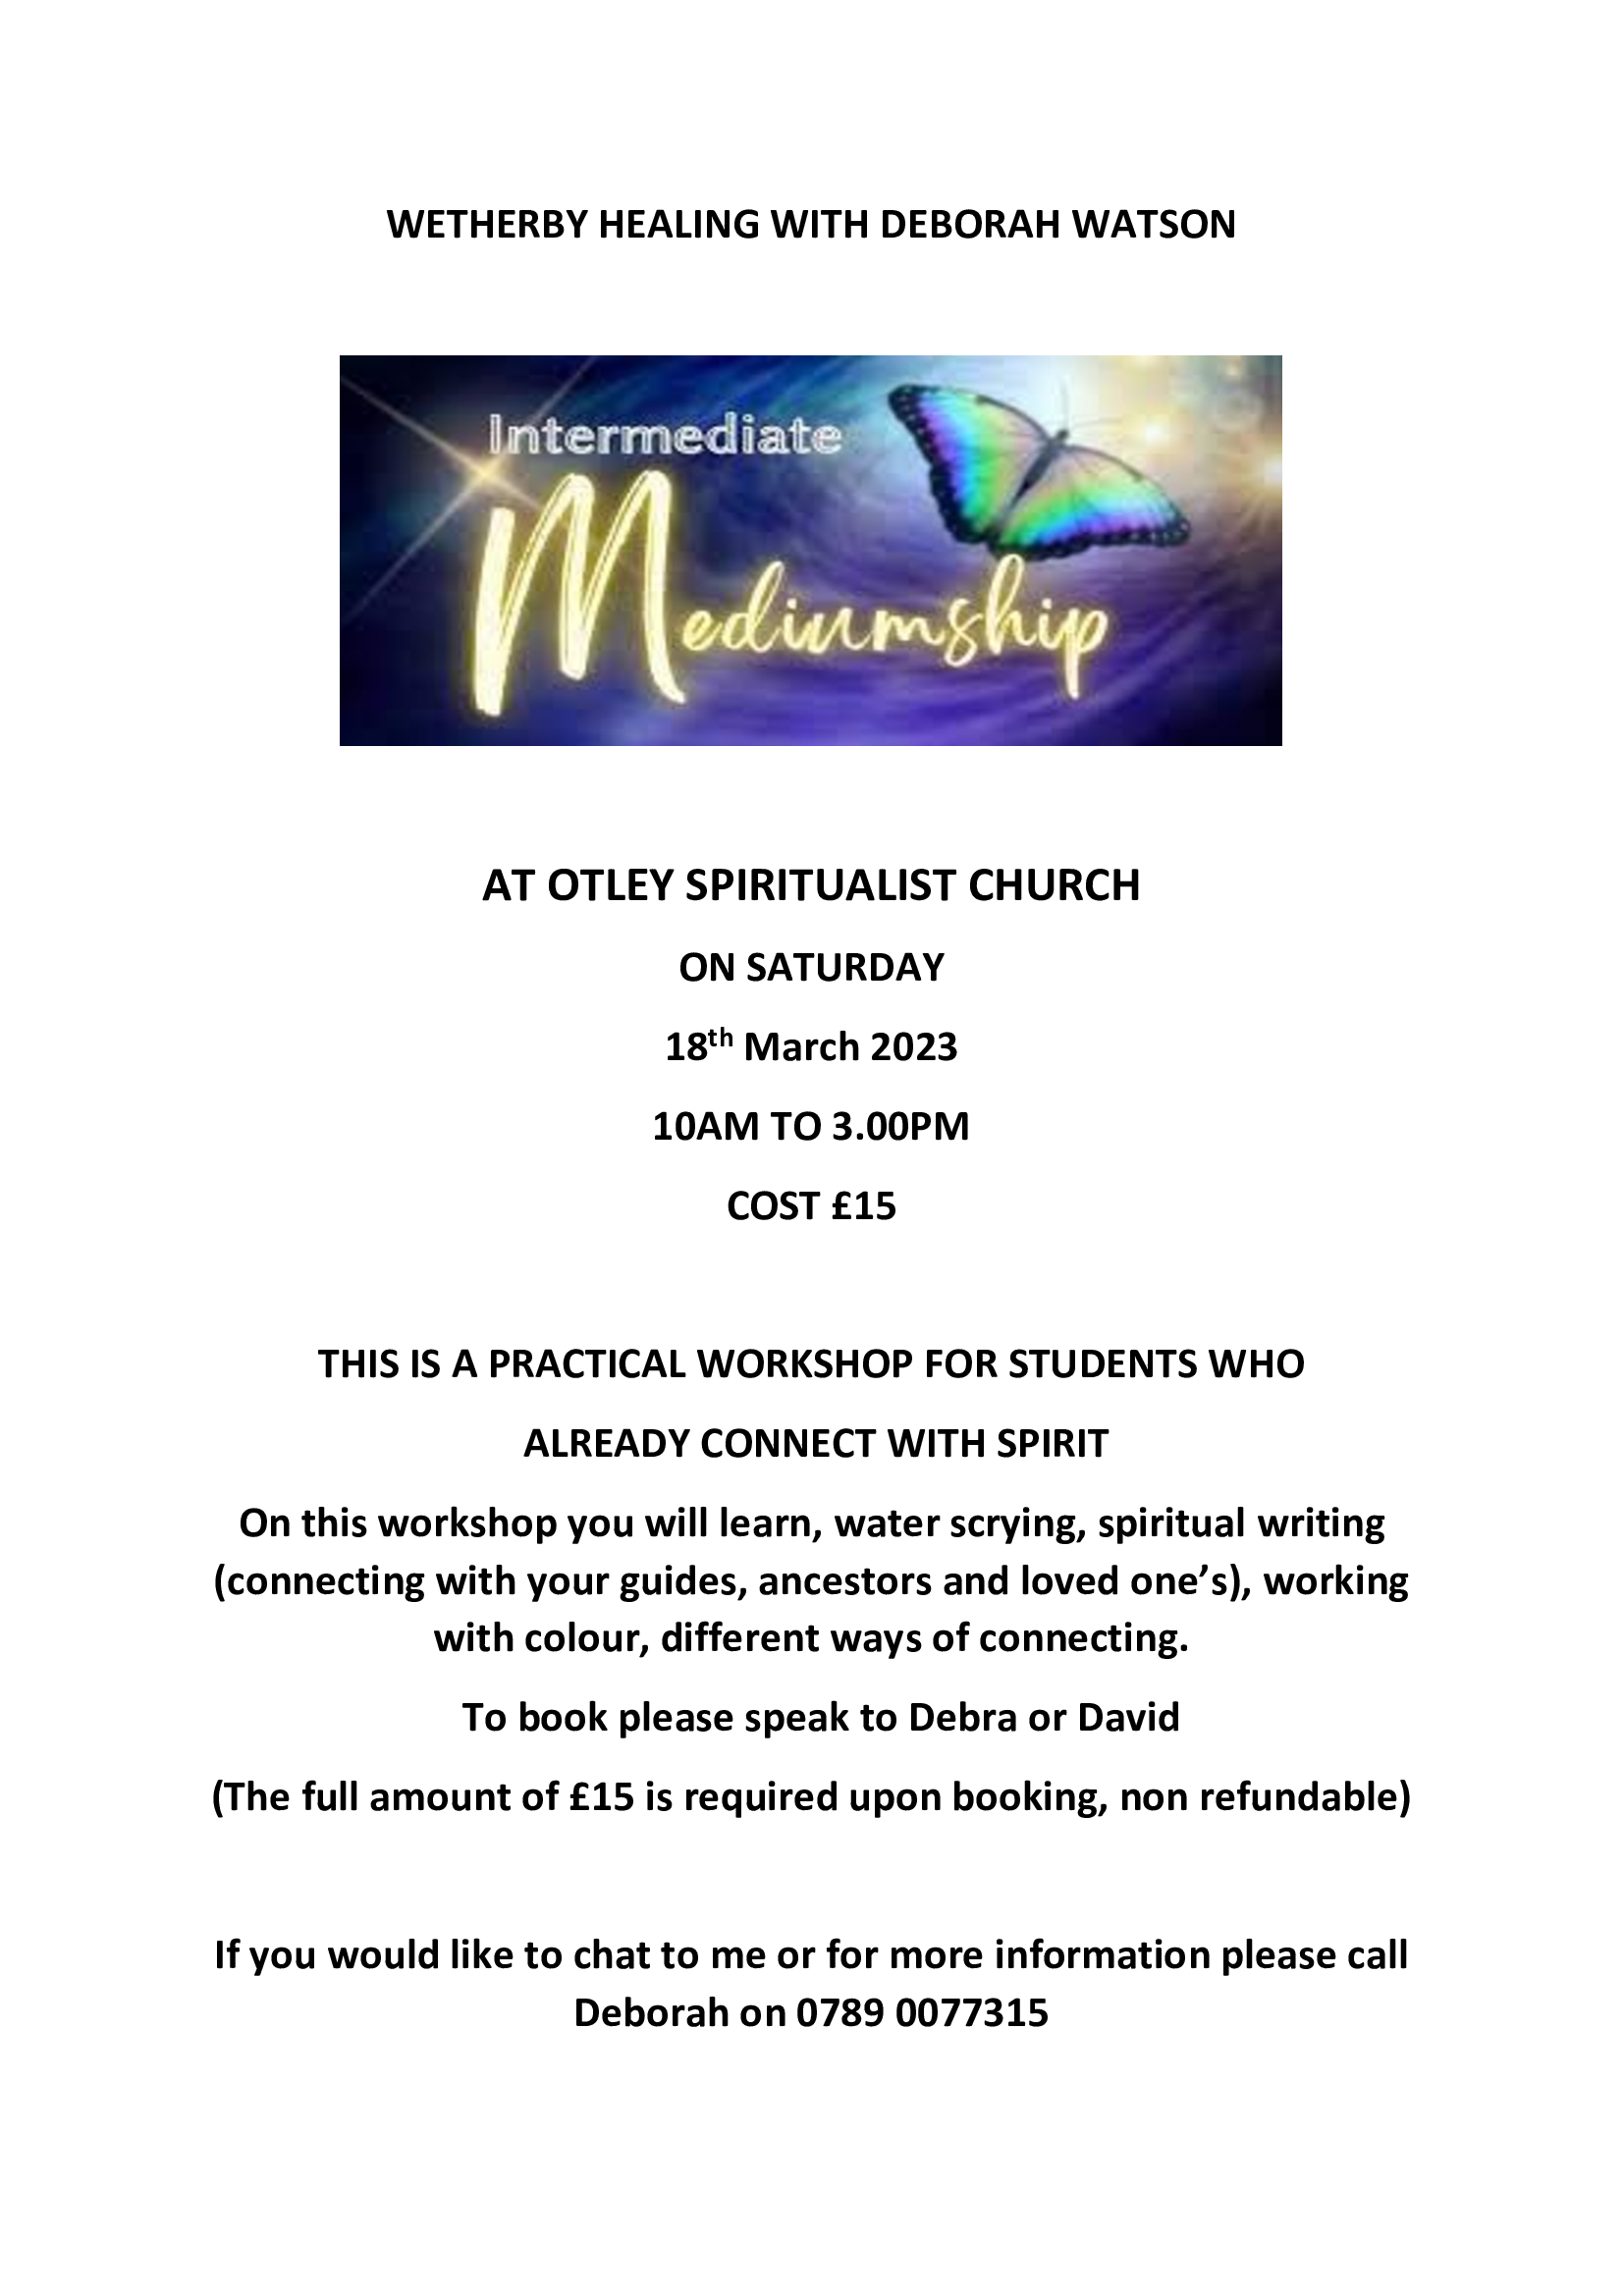 WETHERBY HEALING WITH DEBORAH WATSON
Intermediate
Mediumship
AT OTLEY SPIRITUALIST CHURCH
ON SATURDAY
18th March 2023
10AM TO 3.00PM
COST £15
THIS IS A PRACTICAL WORKSHOP FOR STUDENTS WHO
ALREADY CONNECT WITH SPIRIT
On this workshop you will learn, water scrying, spiritual writing
(connecting with your guides, ancestors and loved one’s), working
with colour, different ways of connecting.
To book please speak to Debra or David
(The full amount of £15 is required upon booking, non refundable)
If you would like to chat to me or for more information please call
Deborah on 0789 0077315